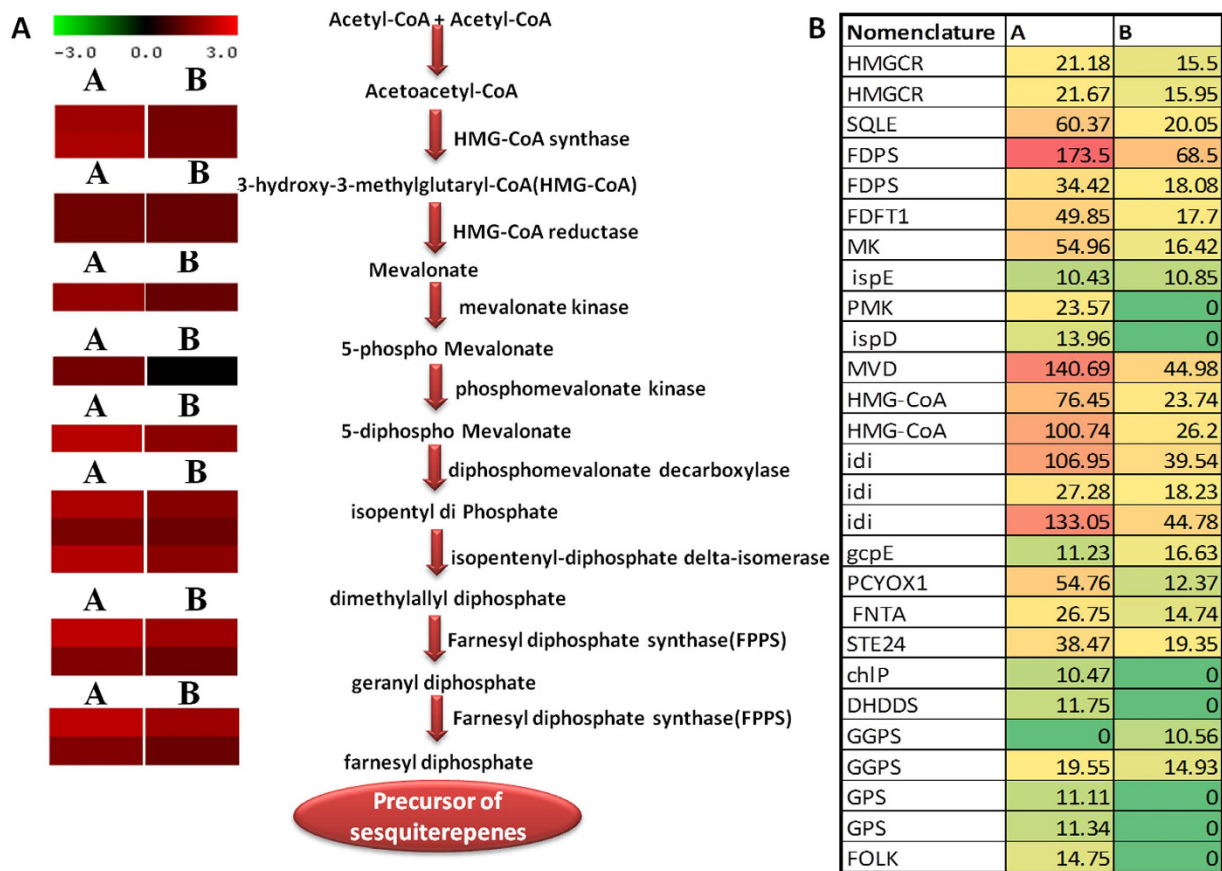 A
-3.0 0.0 3.0
A B
A B
A B
A B
A B
A B
A B
A B
Acetyl-CoA + Acetyl-CoA
Acetoacetyl-CoA
HMG-CoA synthase
3-hydroxy-3-methylglutaryl-CoA(HMG-CoA)
HMG-CoA reductase
Mevalonate
mevalonate kinase
5-phospho Mevalonate
phosphomevalonate kinase
5-diphospho Mevalonate
diphosphomevalonate decarboxylase
isopentyl di Phosphate
isopentenyl-diphosphate delta-isomerase
dimethylallyl diphosphate
Farnesyl diphosphate synthase(FPPS)
geranyl diphosphate
Farnesyl diphosphate synthase(FPPS)
farnesyl diphosphate
Precursor of
sesquiterepenes
B
Nomenclature A B
HMGCR 21.18 15.5
HMGCR 21.67 15.95
SQLE 60.37 20.05
FDPS 173.5 68.5
FDPS 34.42 18.08
FDFT1 49.85 17.7
MK 54.96 16.42
ispE 10.43 10.85
PMK 23.57 0
ispD 13.96 0
MVD 140.69 44.98
HMG-CoA 76.45 23.74
HMG-CoA 100.74 26.2
idi 106.95 39.54
idi 27.28 18.23
idi 133.05 44.78
gcpE 11.23 16.63
PCYOX1 54.76 12.37
FNTA 26.75 14.74
STE24 38.47 19.35
chlP 10.47 0
DHDDS 11.75 0
GGPS 0 10.56
GGPS 19.55 14.93
GPS 11.11 0
GPS 11.34 0
FOLK 14.75 0